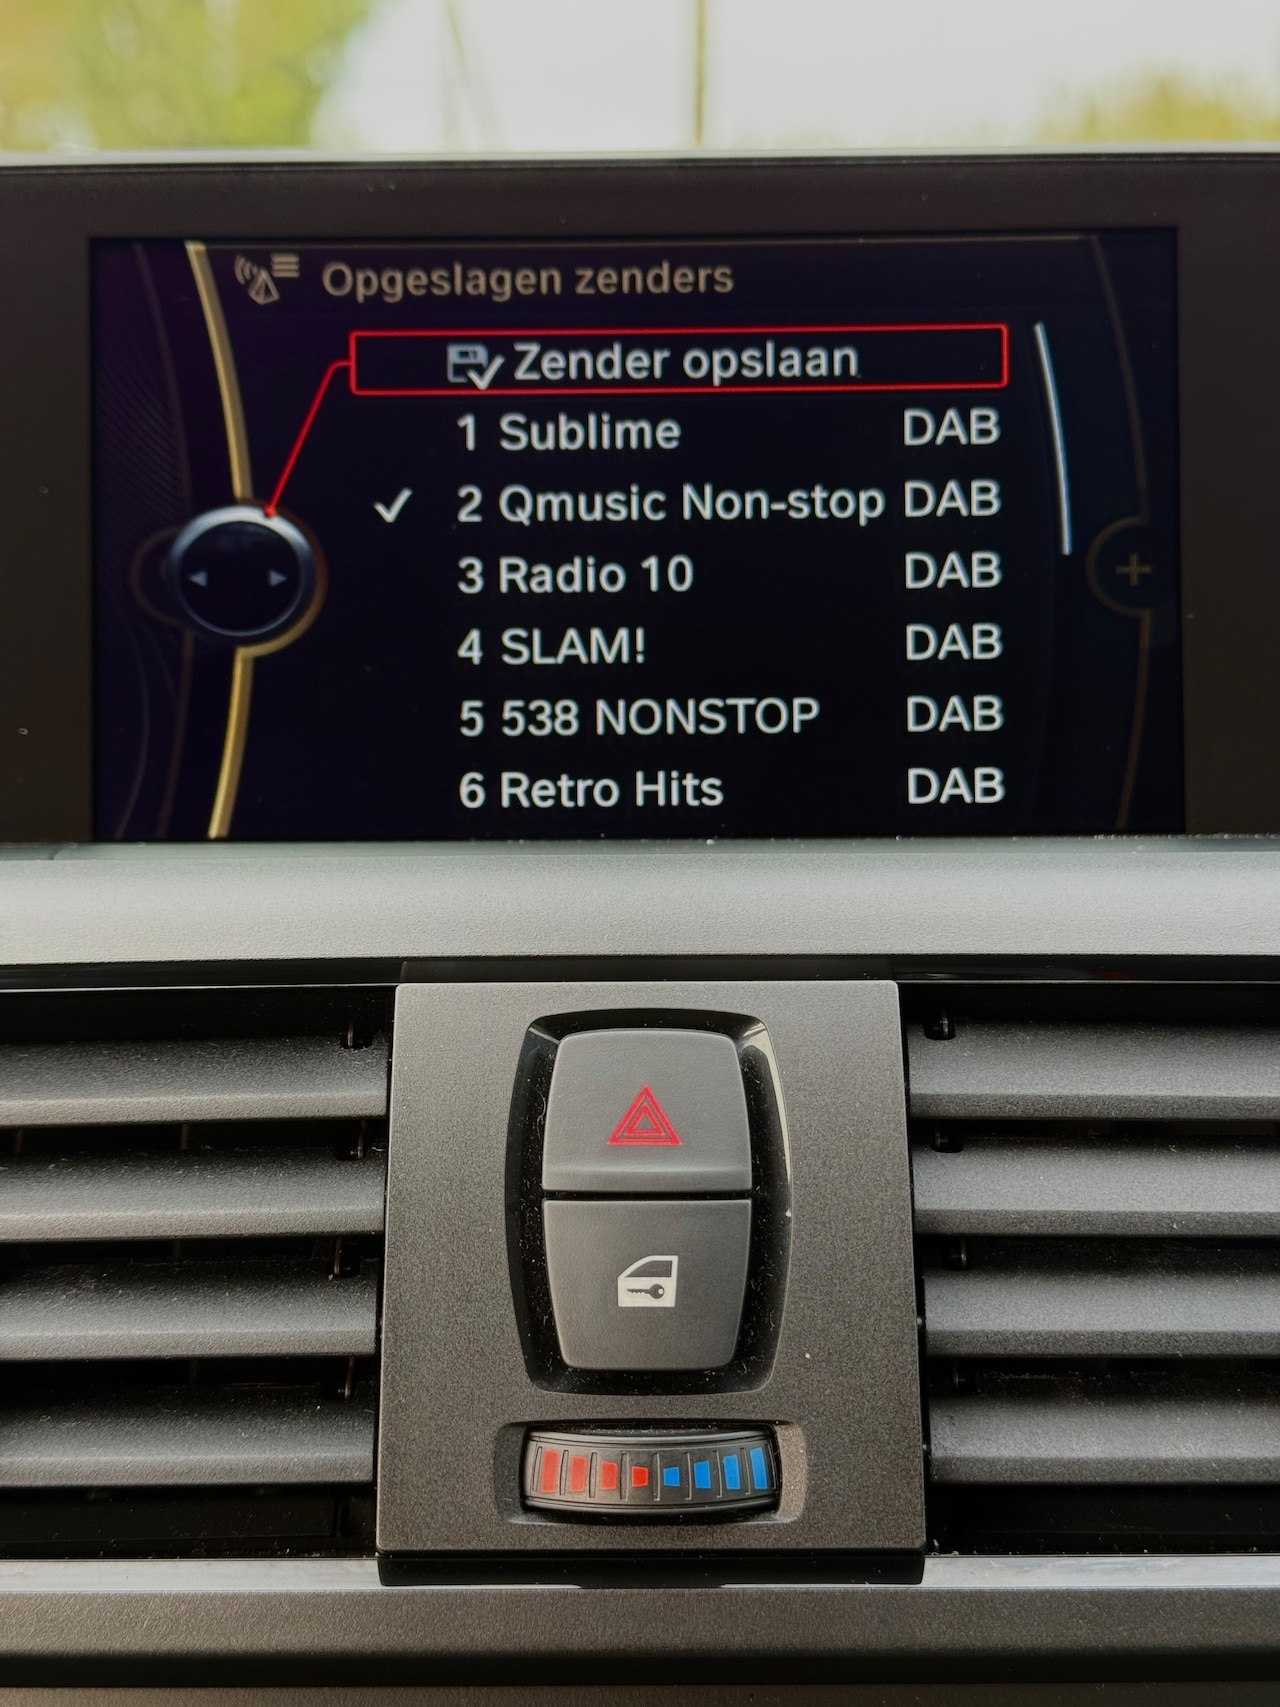 Opgeslagen zenders
Zender opslaan
1 Sublime DAB
2 Qmusic Non-stop DAB
3 Radio 10 DAB
4 SLAM! DAB
5 538 NONSTOP DAB
6 Retro Hits DAB